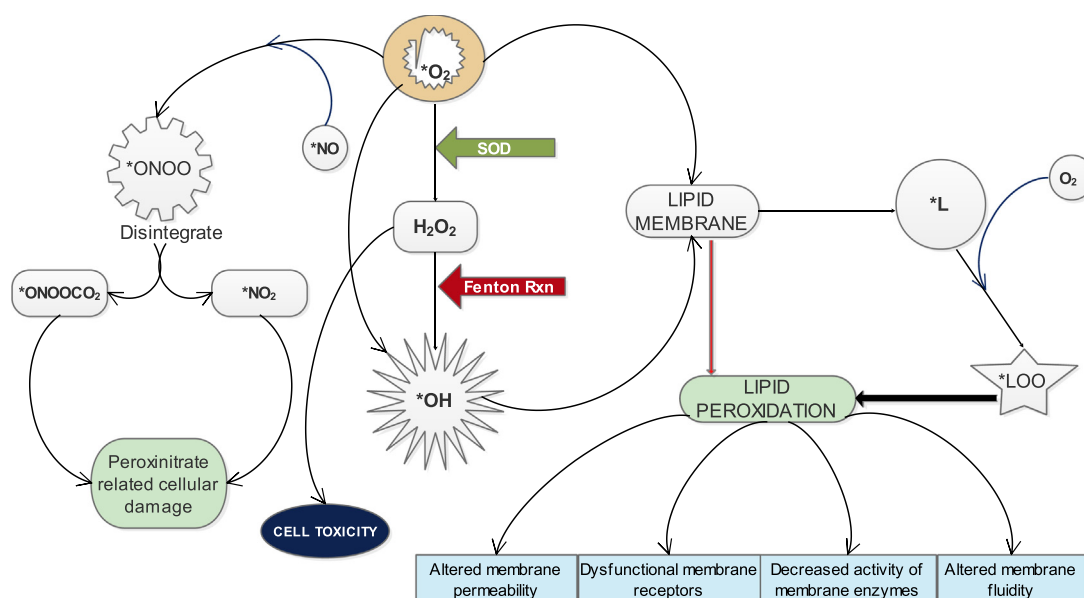 *O₂
*NO
*ONOO
SOD
O₂
LIPID
MEMBRANE
*L
Disintegrate
H₂O₂
*ONOOCO₂
*NO₂
Fenton Rxn
*OH
LIPID
PEROXIDATION
*LOO
Peroxinitrate
related cellular
damage
CELL TOXICITY
Altered membrane
permeability
Dysfunctional membrane
receptors
Decreased activity of
membrane enzymes
Altered membrane
fluidity